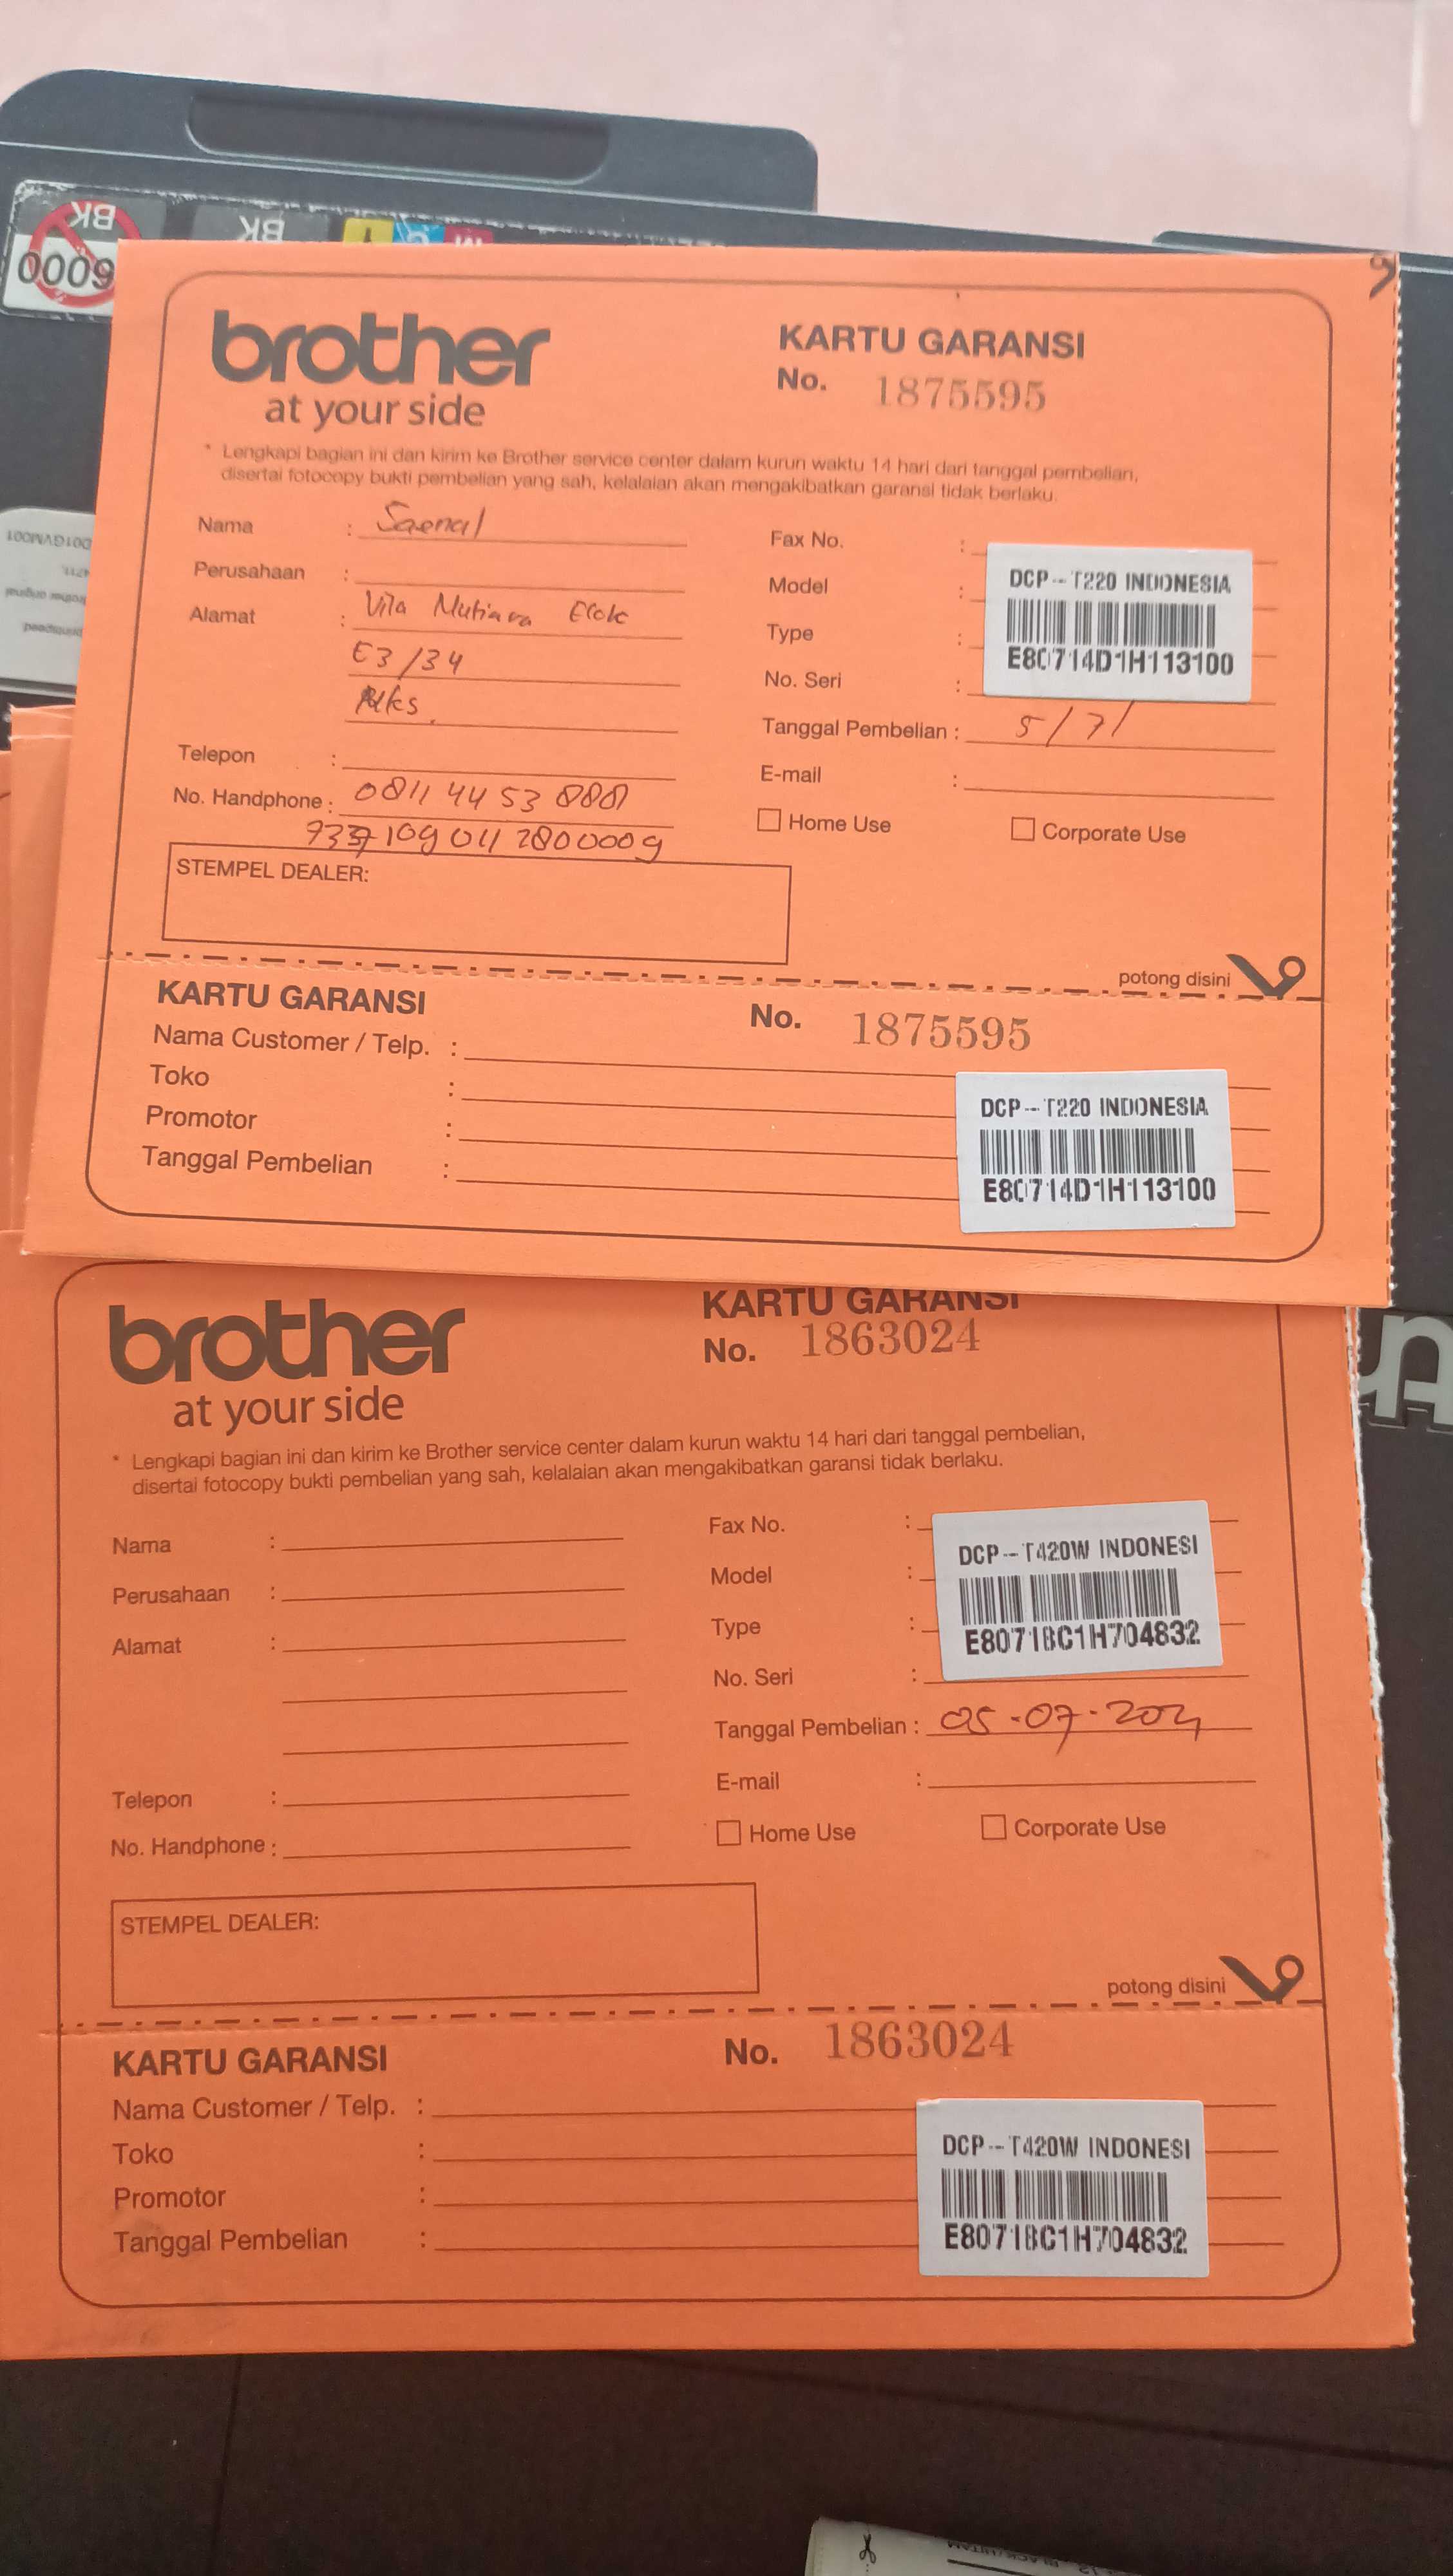 BK
BK
0009
brother
at your side
KARTU GARANSI
No. 1875595
* Lengkapi bagian ini dan kirim ke Brother service center dalam kurun waktu 14 hari dari tanggal pembelian,
disertai fotocopy bukti pembelian yang sah, kelalaian akan mengakibatkan garansi tidak berlaku.
Nama : Saenal
Perusahaan :
Alamat : Vila Mutiara Elok
E3/34
Mks
Telepon :
No. Handphone : 0811 44 53 888
STEMPEL DEALER:
Fax No. :
Model :
Type :
No. Seri :
DCP-T220 INDONESIA
E80714D1H113100
Tanggal Pembelian : 5/7/
E-mail :
Home Use
Corporate Use
potong disini
KARTU GARANSI
No. 1875595
Nama Customer / Telp. :
Toko :
Promotor :
Tanggal Pembelian :
DCP-T220 INDONESIA
E80714D1H113100
brother
at your side
KARTU GARANSI
No. 1863024
* Lengkapi bagian ini dan kirim ke Brother service center dalam kurun waktu 14 hari dari tanggal pembelian,
disertai fotocopy bukti pembelian yang sah, kelalaian akan mengakibatkan garansi tidak berlaku.
Nama :
Perusahaan :
Alamat :
Telepon :
No. Handphone :
STEMPEL DEALER:
Fax No. :
Model :
Type :
No. Seri :
DCP-T420W INDONESI
E80718C1H704832
Tanggal Pembelian : 05-07-2024
E-mail :
Home Use
Corporate Use
potong disini
KARTU GARANSI
No. 1863024
Nama Customer / Telp. :
Toko :
Promotor :
Tanggal Pembelian :
DCP-T420W INDONESI
E80718C1H704832